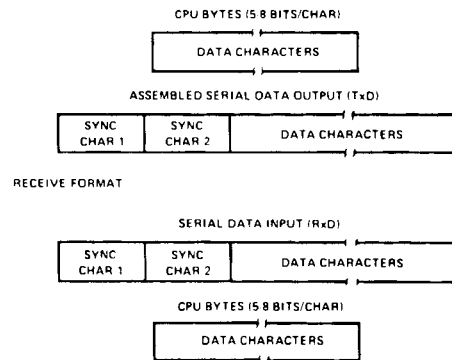 CPU BYTES (5 8 BITS/CHAR)
DATA CHARACTERS
ASSEMBLED SERIAL DATA OUTPUT (TxD)
SYNC CHAR 1
SYNC CHAR 2
DATA CHARACTERS
RECEIVE FORMAT
SERIAL DATA INPUT (RxD)
SYNC CHAR 1
SYNC CHAR 2
DATA CHARACTERS
CPU BYTES (5 8 BITS/CHAR)
DATA CHARACTERS